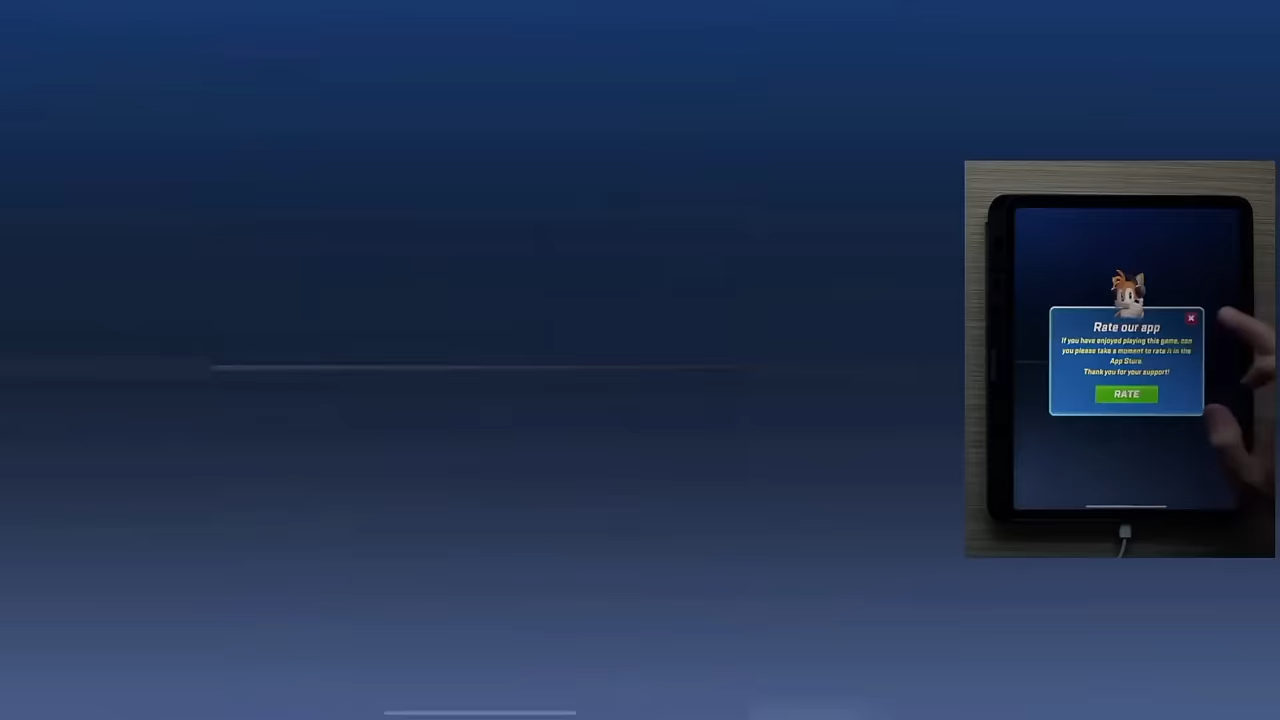 Rate our app
If you have enjoyed playing this game, can
you please take a moment to rate it in the
App Store.
Thank you for your support!
RATE